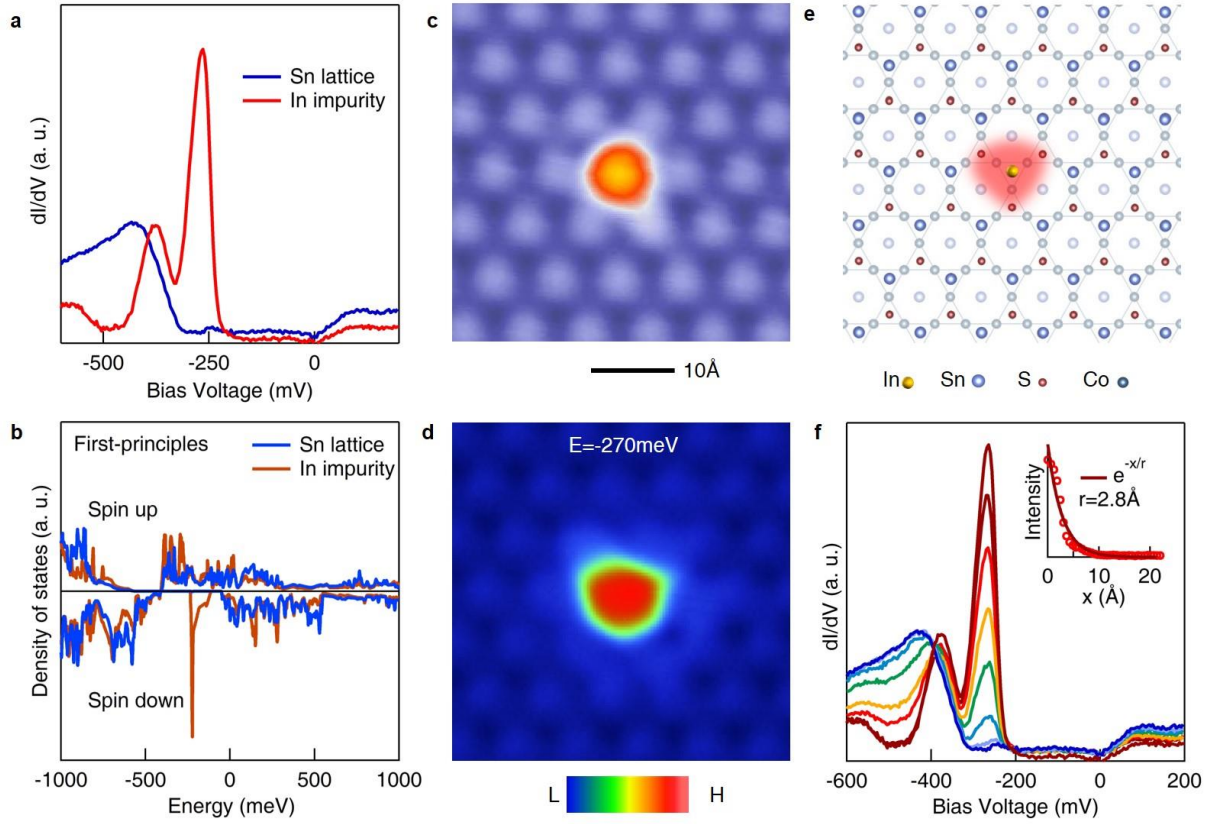 a
Sn lattice
In impurity
dI/dV (a. u.)
-500
-250
0
Bias Voltage (mV)
b
First-principles
Sn lattice
In impurity
Spin up
Spin down
Density of states (a. u.)
-1000
-500
0
500
1000
Energy (meV)
c
10Å
d
E=-270meV
L
H
e
In
Sn
S
Co
f
e-x/r
r=2.8Å
Intensity
0
10
20
x (Å)
dI/dV (a. u.)
-600
-400
-200
0
200
Bias Voltage (mV)